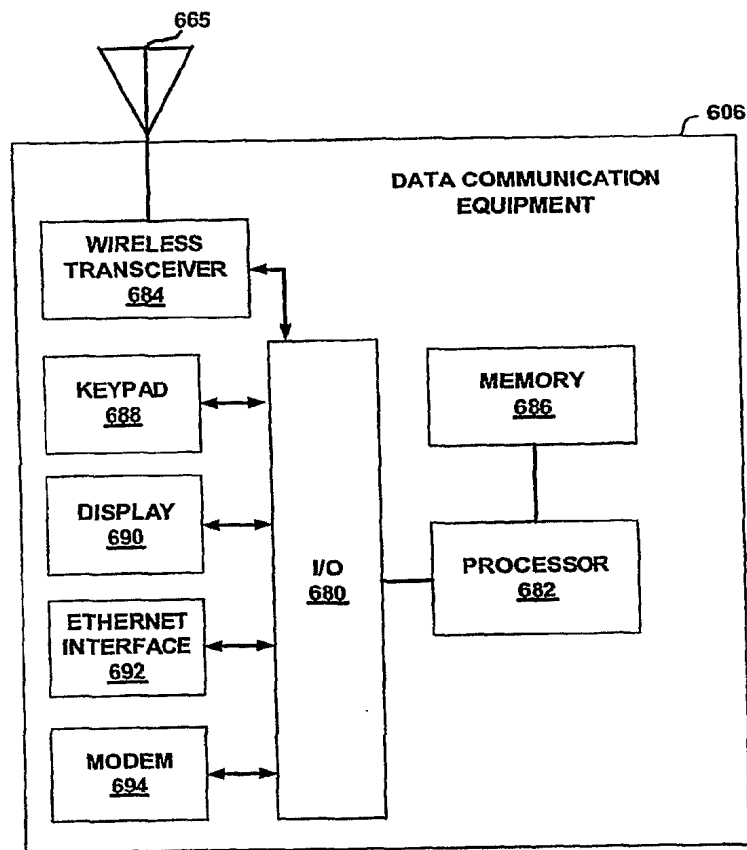 665
606
DATA COMMUNICATION
EQUIPMENT
WIRELESS
TRANSCEIVER
684
KEYPAD
688
DISPLAY
690
ETHERNET
INTERFACE
692
MODEM
694
I/O
680
MEMORY
686
PROCESSOR
682